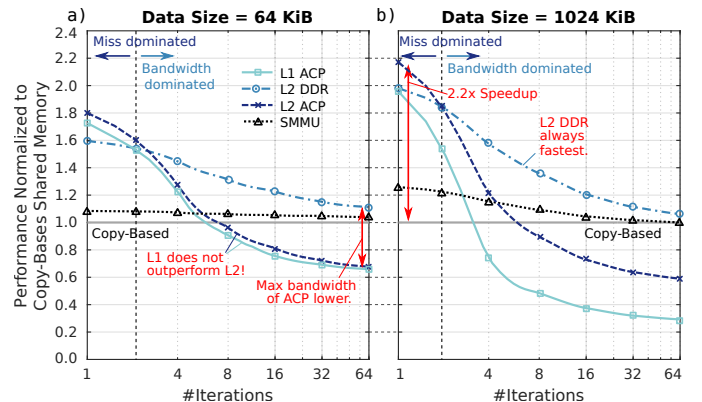 a)
Data Size = 64 KiB
b)
Data Size = 1024 KiB
Performance Normalized to
Copy-Bases Shared Memory
2.4
2.2
2.0
1.8
1.6
1.4
1.2
1.0
0.8
0.6
0.4
0.2
0.0
Miss dominated
Bandwidth
dominated
L1 ACP
L2 DDR
L2 ACP
SMMU
Copy-Based
L1 does not
outperform L2!
Max bandwidth
of ACP lower.
1
2
4
8
16
32
64
#Iterations
Miss dominated
Bandwidth dominated
2.2x Speedup
L2 DDR
always
fastest.
Copy-Based
1
2
4
8
16
32
64
#Iterations